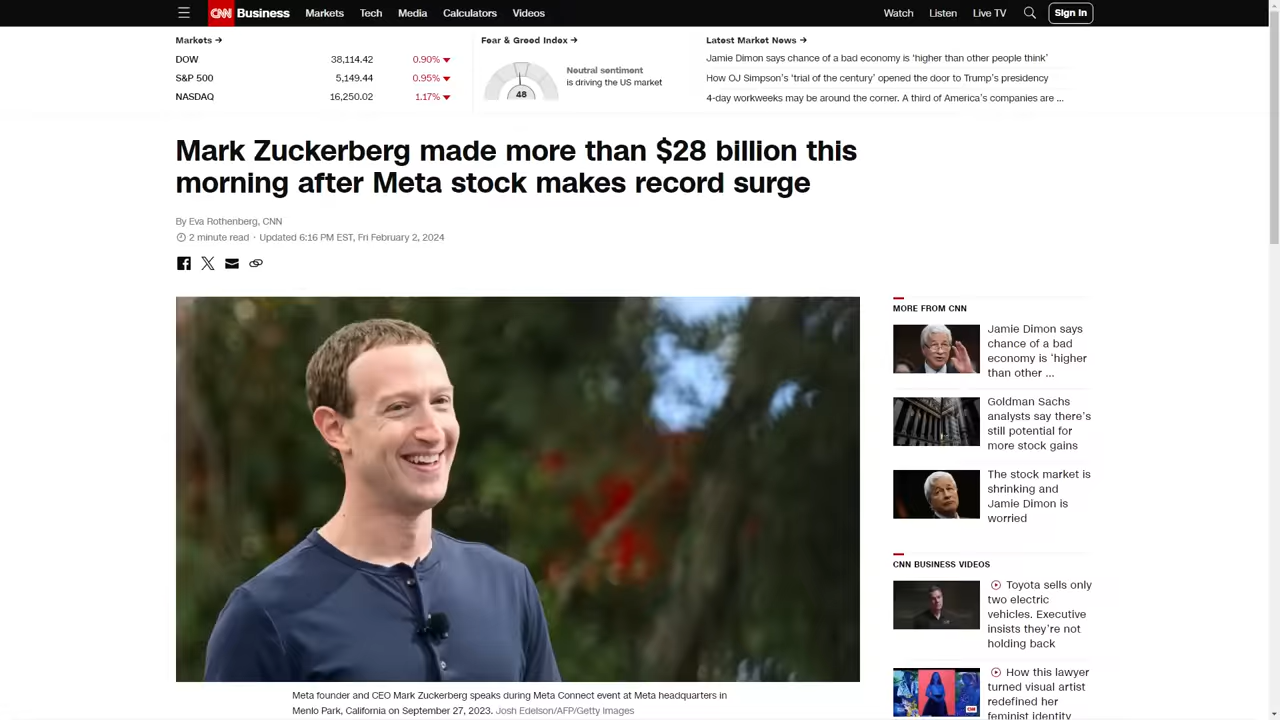 CNN Business Markets Tech Media Calculators Videos Watch Listen Live TV Sign In
Markets →
DOW 38,114.42 0.90%
S&P 500 5,149.44 0.95%
NASDAQ 16,250.02 1.17%
Fear & Greed Index →
48
Neutral sentiment
is driving the US market
Latest Market News →
Jamie Dimon says chance of a bad economy is ‘higher than other people think’
How OJ Simpson’s ‘trial of the century’ opened the door to Trump’s presidency
4-day workweeks may be around the corner. A third of America’s companies are ...
Mark Zuckerberg made more than $28 billion this
morning after Meta stock makes record surge
By Eva Rothenberg, CNN
2 minute read · Updated 6:16 PM EST, Fri February 2, 2024
Meta founder and CEO Mark Zuckerberg speaks during Meta Connect event at Meta headquarters in
Menlo Park, California on September 27, 2023. Josh Edelson/AFP/Getty Images
MORE FROM CNN
Jamie Dimon says
chance of a bad
economy is ‘higher
than other ...
Goldman Sachs
analysts say there’s
still potential for
more stock gains
The stock market is
shrinking and
Jamie Dimon is
worried
CNN BUSINESS VIDEOS
Toyota sells only
two electric
vehicles. Executive
insists they’re not
holding back
How this lawyer
turned visual artist
redefined her
feminist identity
CNN